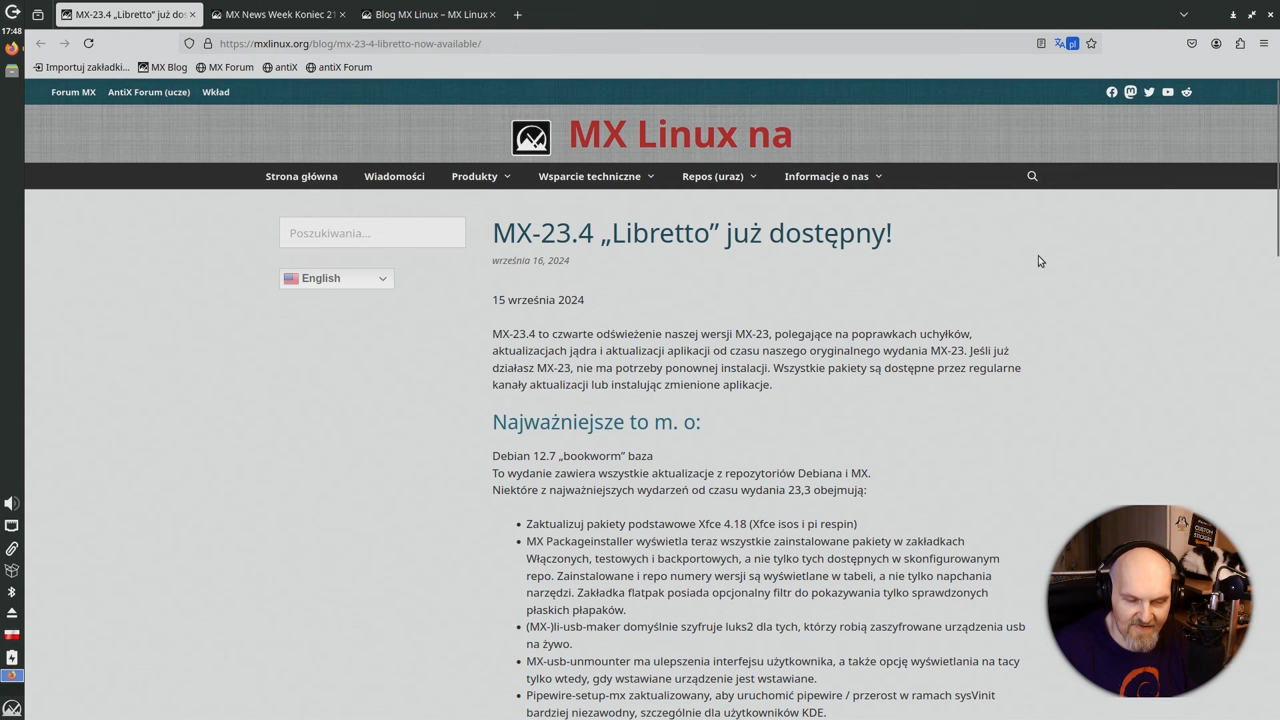 17:48
MX-23.4 „Libretto” już dos
MX News Week Koniec 21
Blog MX Linux – MX Linux
https://mxlinux.org/blog/mx-23-4-libretto-now-available/
pl
Importuj zakładki...
MX Blog
MX Forum
antiX
antiX Forum
Forum MX
AntiX Forum (ucze)
Wkład
MX Linux na
Strona główna
Wiadomości
Produkty
Wsparcie techniczne
Repos (uraz)
Informacje o nas
Poszukiwania…
English
MX-23.4 „Libretto” już dostępny!
września 16, 2024
15 września 2024
MX-23.4 to czwarte odświeżenie naszej wersji MX-23, polegające na poprawkach uchyłków,
aktualizacjach jądra i aktualizacji aplikacji od czasu naszego oryginalnego wydania MX-23. Jeśli już
działasz MX-23, nie ma potrzeby ponownej instalacji. Wszystkie pakiety są dostępne przez regularne
kanały aktualizacji lub instalując zmienione aplikacje.
Najważniejsze to m. o:
Debian 12.7 „bookworm” baza
To wydanie zawiera wszystkie aktualizacje z repozytoriów Debiana i MX.
Niektóre z najważniejszych wydarzeń od czasu wydania 23,3 obejmują:
Zaktualizuj pakiety podstawowe Xfce 4.18 (Xfce isos i pi respin)
MX Packageinstaller wyświetla teraz wszystkie zainstalowane pakiety w zakładkach
Włączonych, testowych i backportowych, a nie tylko tych dostępnych w skonfigurowanym
repo. Zainstalowane i repo numery wersji są wyświetlane w tabeli, a nie tylko napchania
narzędzi. Zakładka flatpak posiada opcjonalny filtr do pokazywania tylko sprawdzonych
płaskich płapaków.
(MX-)li-usb-maker domyślnie szyfruje luks2 dla tych, którzy robią zaszyfrowane urządzenia usb
na żywo.
MX-usb-unmounter ma ulepszenia interfejsu użytkownika, a także opcję wyświetlania na tacy
tylko wtedy, gdy wstawiane urządzenie jest wstawiane.
Pipewire-setup-mx zaktualizowany, aby uruchomić pipewire / przerost w ramach sysVinit
bardziej niezawodny, szczególnie dla użytkowników KDE.